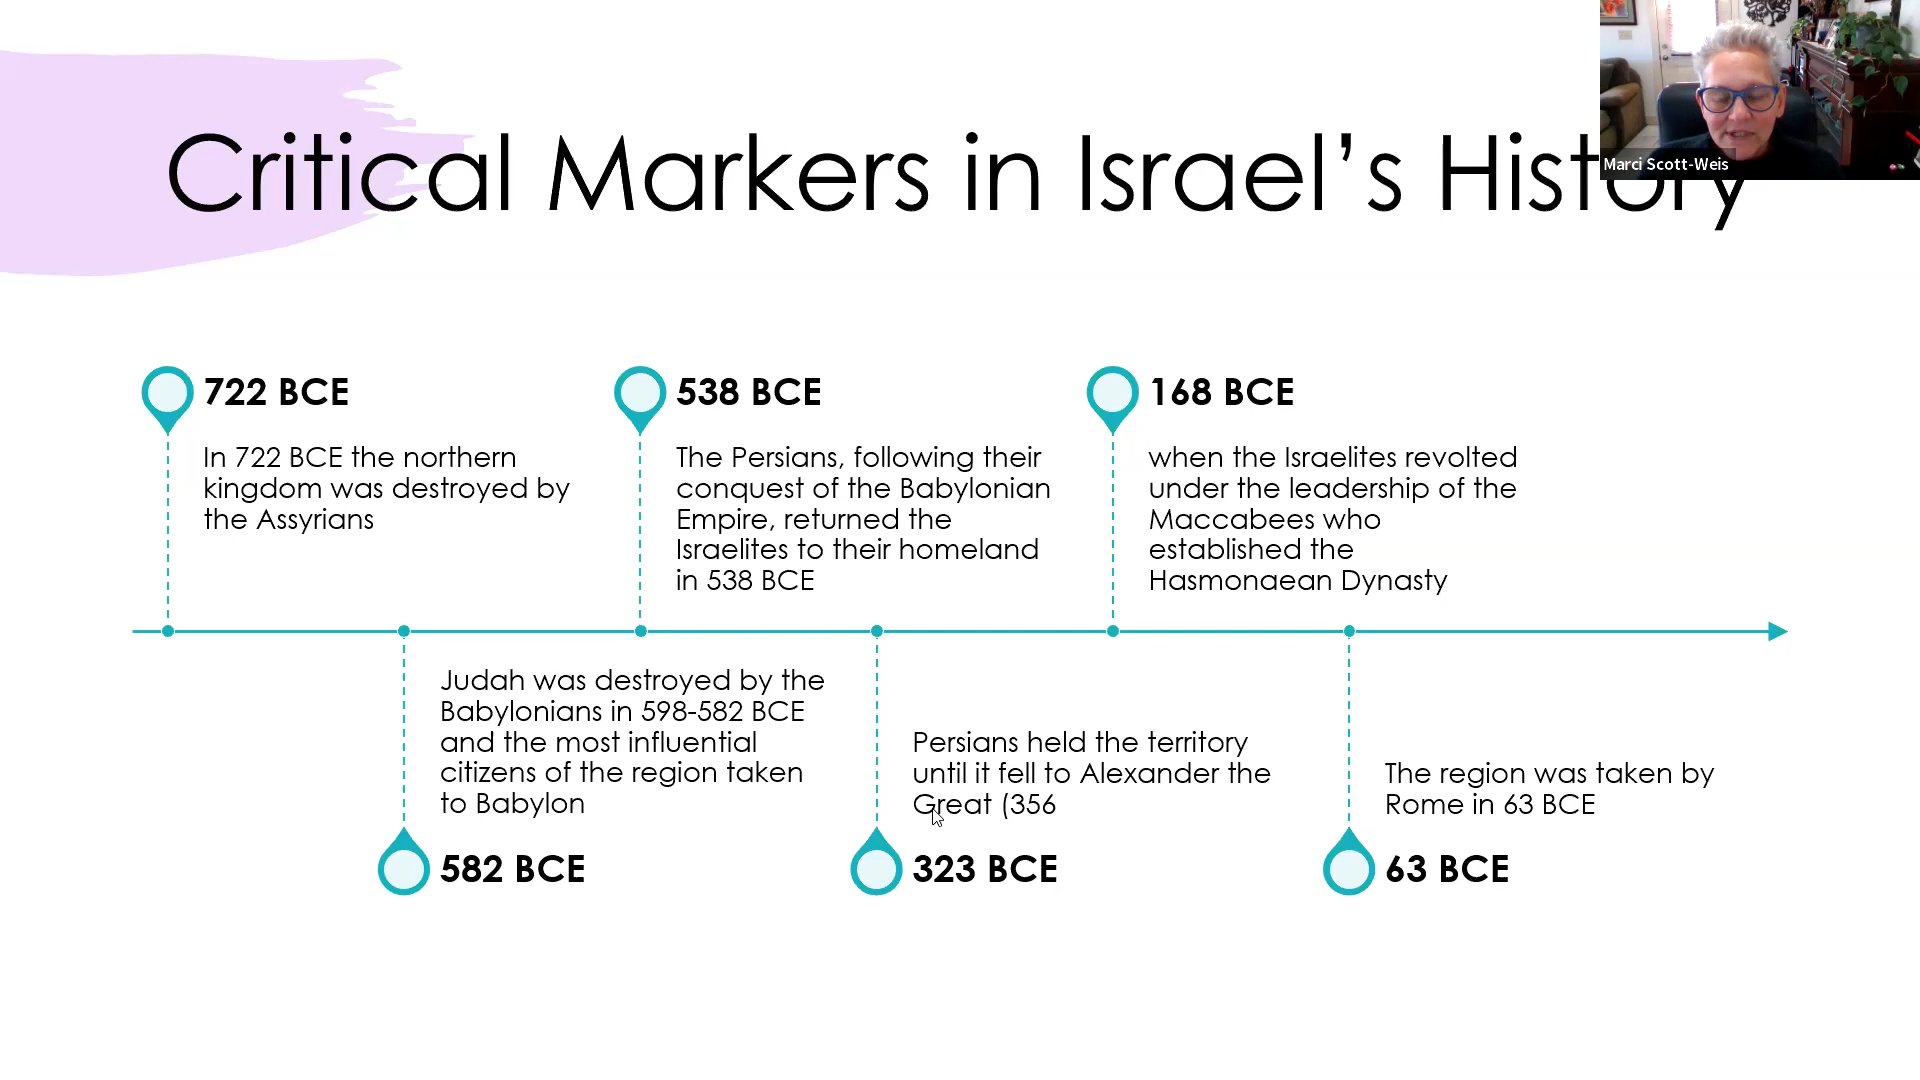 Critical Markers in Israel's History
Marci Scott-Weis
722 BCE
In 722 BCE the northern
kingdom was destroyed by
the Assyrians
538 BCE
The Persians, following their
conquest of the Babylonian
Empire, returned the
Israelites to their homeland
in 538 BCE
168 BCE
when the Israelites revolted
under the leadership of the
Maccabees who
established the
Hasmonaean Dynasty
Judah was destroyed by the
Babylonians in 598-582 BCE
and the most influential
citizens of the region taken
to Babylon
582 BCE
Persians held the territory
until it fell to Alexander the
Great (356
323 BCE
The region was taken by
Rome in 63 BCE
63 BCE